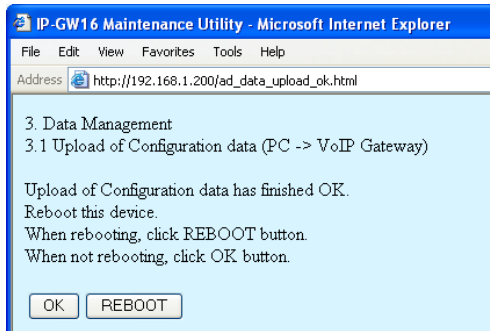 IP-GW16 Maintenance Utility - Microsoft Internet Explorer
File Edit View Favorites Tools Help
Address http://192.168.1.200/ad_data_upload_ok.html
3. Data Management
3.1 Upload of Configuration data (PC -> VoIP Gateway)
Upload of Configuration data has finished OK.
Reboot this device.
When rebooting, click REBOOT button.
When not rebooting, click OK button.
OK REBOOT